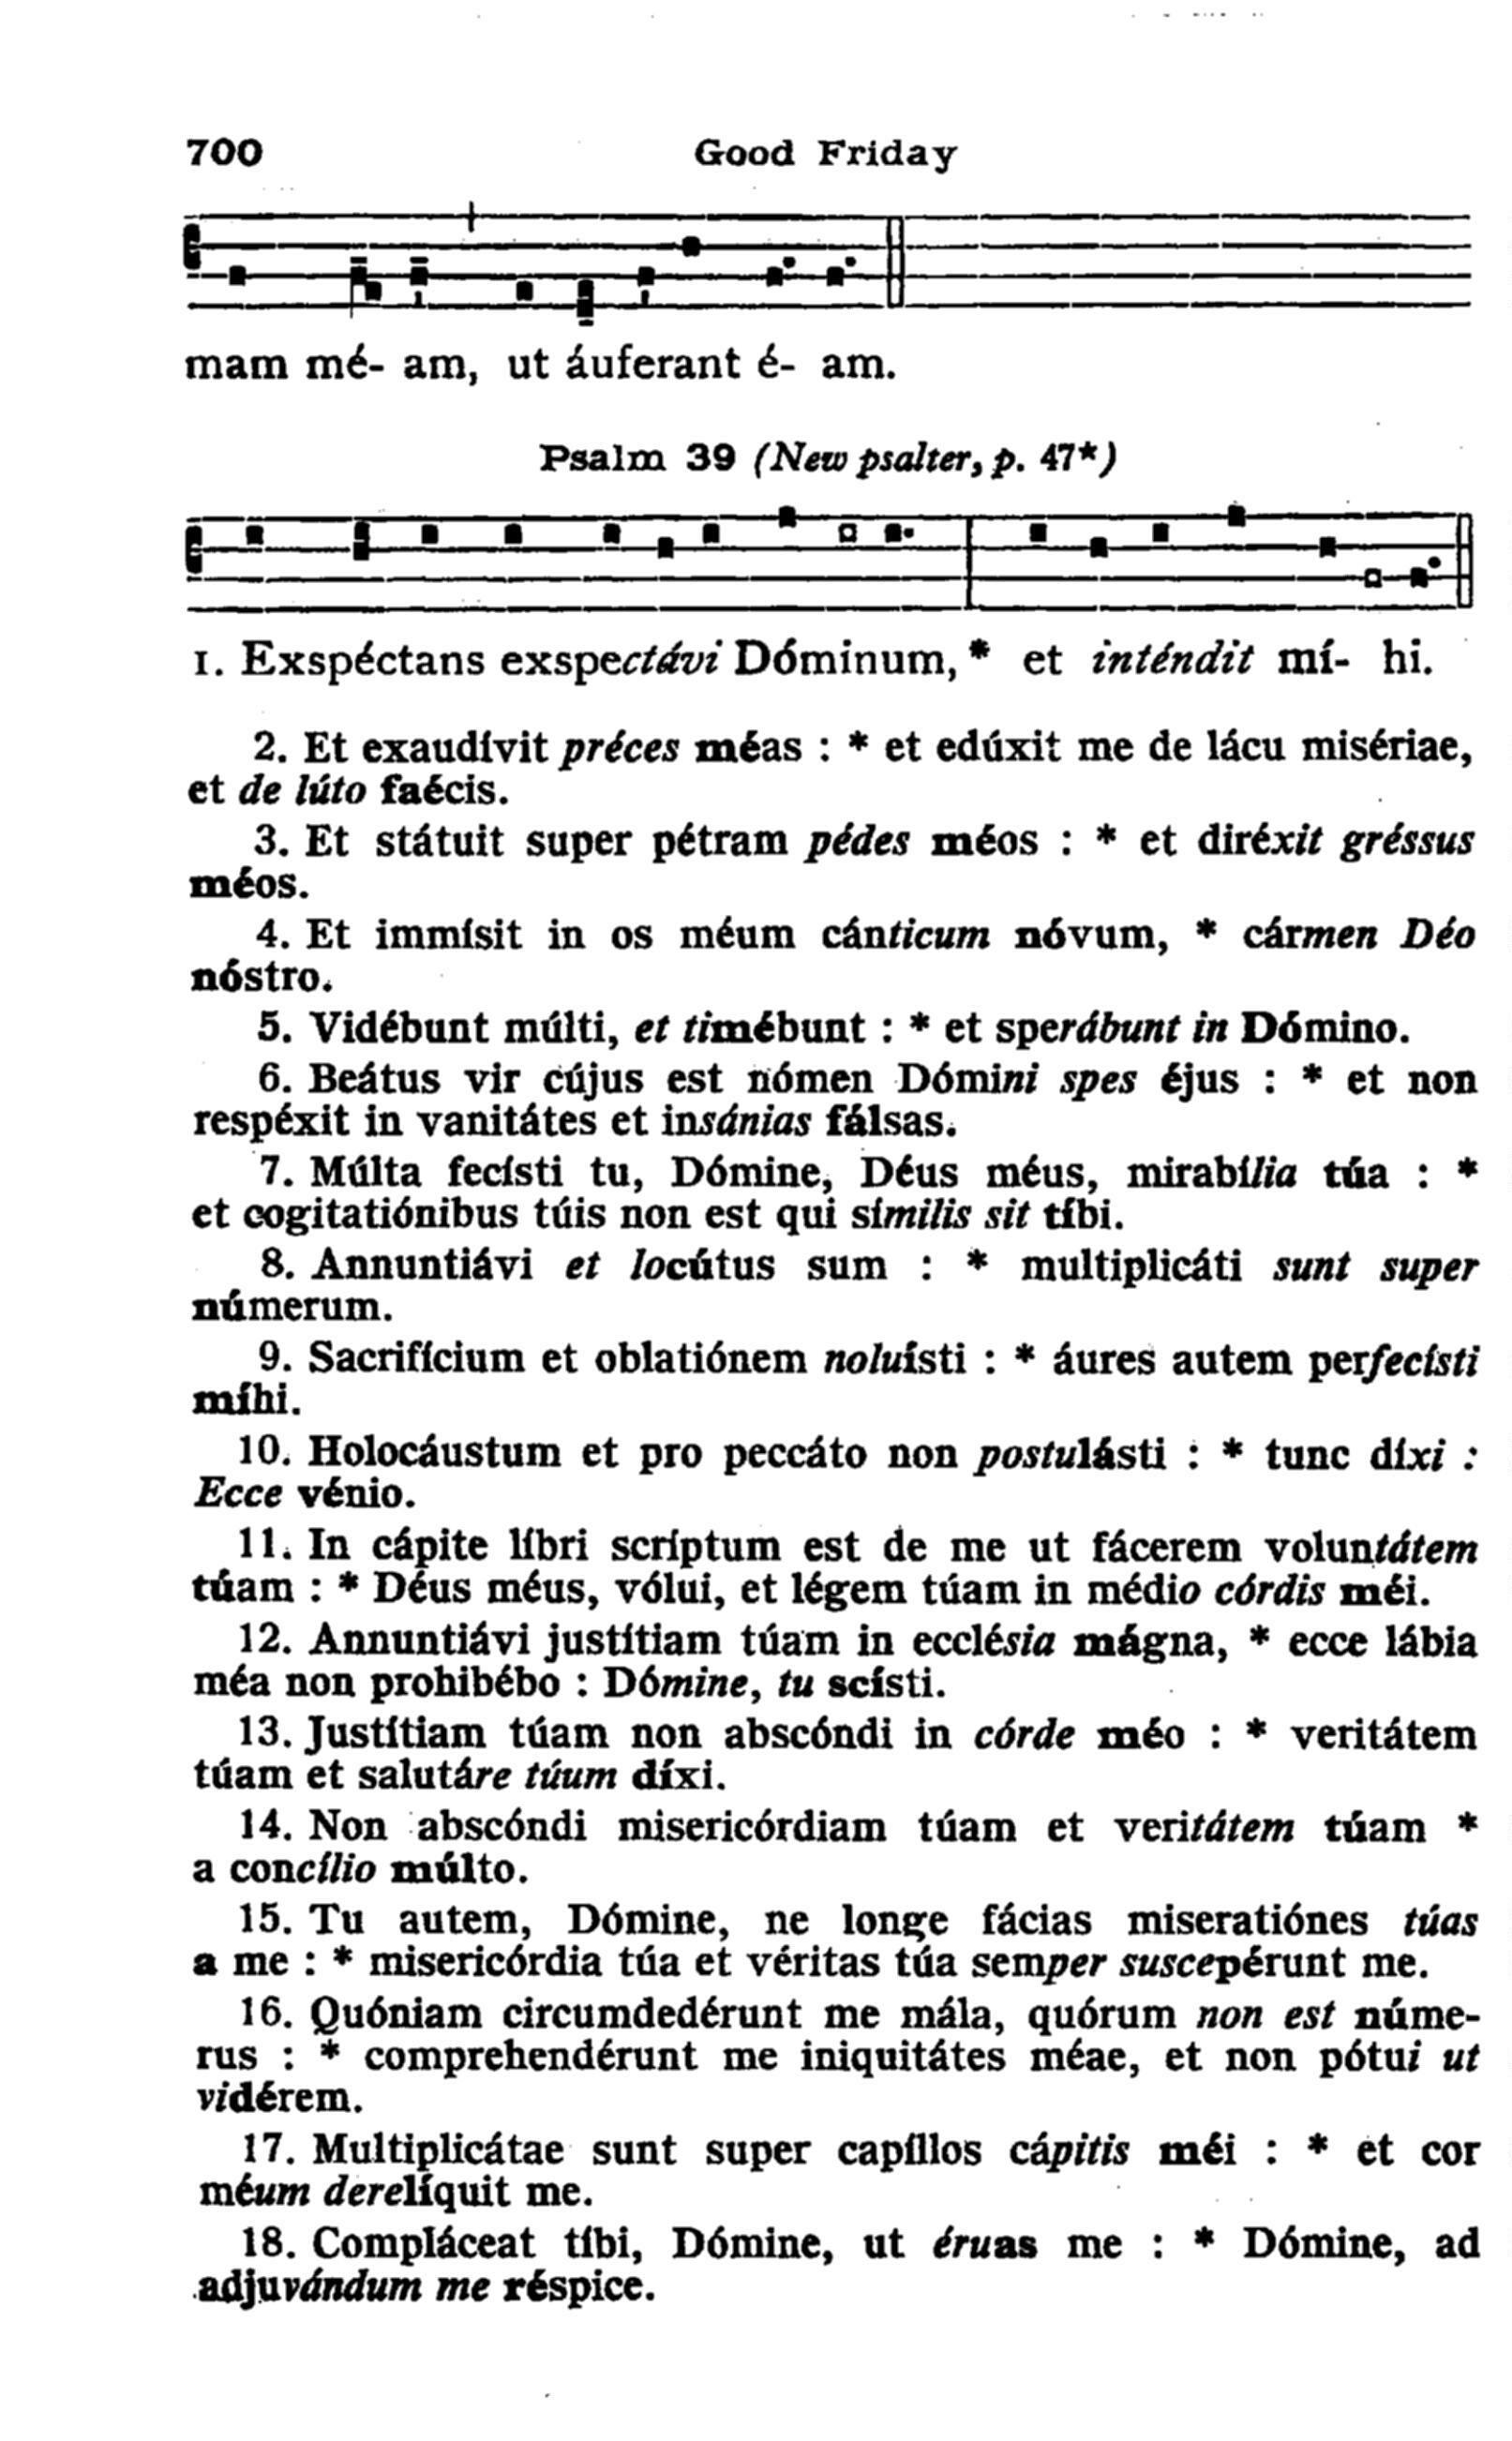 700 Good Friday
mam mé- am, ut áuferant é- am.
Psalm 39 (New psalter, p. 47*)
1. Exspéctans exspectávi Dóminum, * et inténdit mí- hi.
2. Et exaudívit préces méas : * et edúxit me de lácu misériae,
et de lúto faécis.
3. Et státuit super pétram pédes méos : * et diréxit gréssus
méos.
4. Et immísit in os méum cánticum nóvum, * cármen Déo
nóstro.
5. Vidébunt múlti, et timébunt : * et sperábunt in Dómino.
6. Beátus vir cújus est nómen Dómini spes éjus : * et non
respéxit in vanitátes et insánias fálsas.
7. Múlta fecísti tu, Dómine, Déus méus, mirabília túa : *
et cogitatiónibus túis non est qui símilis sit tíbi.
8. Annuntiávi et locútus sum : * multiplicáti sunt super
númerum.
9. Sacrifícium et oblatiónem noluísti : * áures autem perfecísti
míhi.
10. Holocáustum et pro peccáto non postulásti : * tunc díxi :
Ecce vénio.
11. In cápite líbri scríptum est de me ut fácerem voluntátem
túam : * Déus méus, vólui, et légem túam in médio córdis méi.
12. Annuntiávi justítiam túam in ecclésia mágna, * ecce lábia
méa non prohibébo : Dómine, tu scísti.
13. Justítiam túam non abscóndi in córde méo : * veritátem
túam et salutáre túum díxi.
14. Non abscóndi misericórdiam túam et veritátem túam *
a concílio múlto.
15. Tu autem, Dómine, ne longe fácias miseratiónes túas
a me : * misericórdia túa et véritas túa semper suscepérunt me.
16. Quóniam circumdedérunt me mála, quórum non est núme-
rus : * comprehendérunt me iniquitátes méae, et non pótui ut
vidérem.
17. Multiplicátae sunt super capíllos cápitis méi : * et cor
méum derelíquit me.
18. Compláceat tíbi, Dómine, ut éruas me : * Dómine, ad
adjuvándum me réspice.